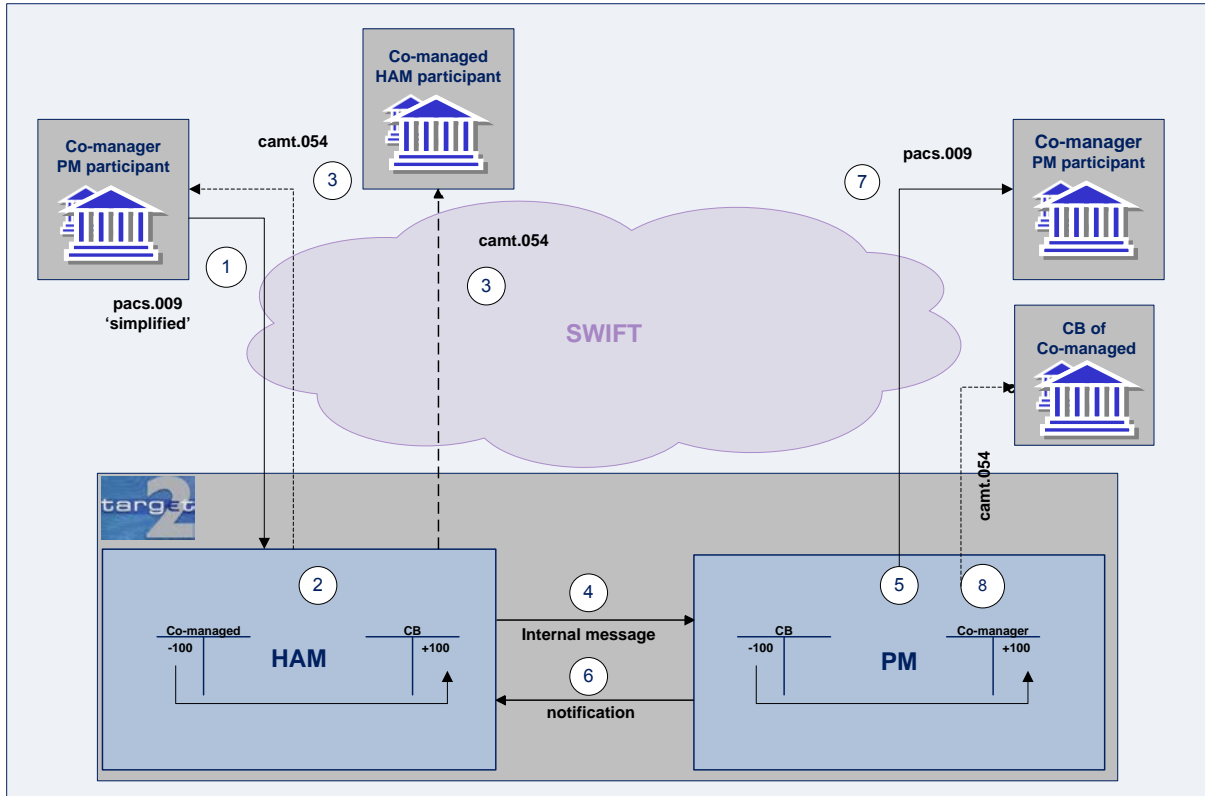 Co-managed
HAM participant
Co-manager
PM participant
camt.054
3
pacs.009
7
Co-manager
PM participant
1
camt.054
3
pacs.009
‘simplified’
SWIFT
CB of
Co-managed
camt.054
target
2
2
4
5
8
Internal message
Co-managed
-100
CB
+100
HAM
CB
-100
Co-manager
+100
PM
6
notification